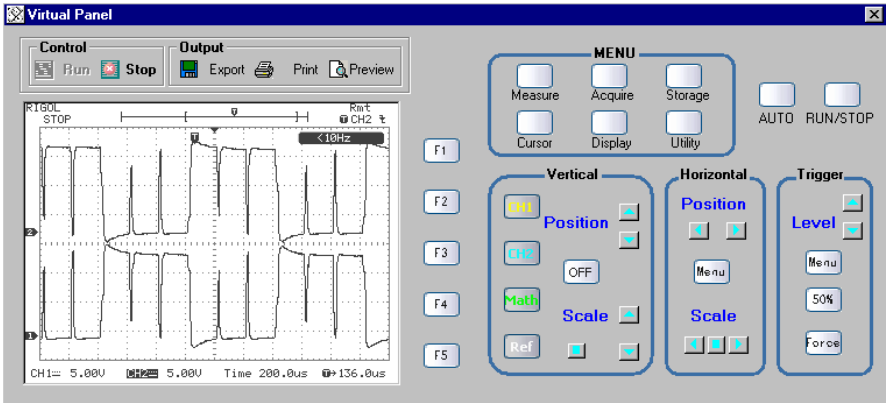 Virtual Panel
Control
Run Stop
Output
Export Print Preview
RIGOL
STOP
Rmt
CH2
<10Hz
T
T
2
1
CH1 5.00V CH2 5.00V Time 200.0us T→136.0us
F1
F2
F3
F4
F5
MENU
Measure Acquire Storage
Cursor Display Utility
AUTO RUN/STOP
Vertical
CH1
CH2
Math
Ref
Position
OFF
Scale
Horizontal
Position
Menu
Scale
Trigger
Level
Menu
50%
Force